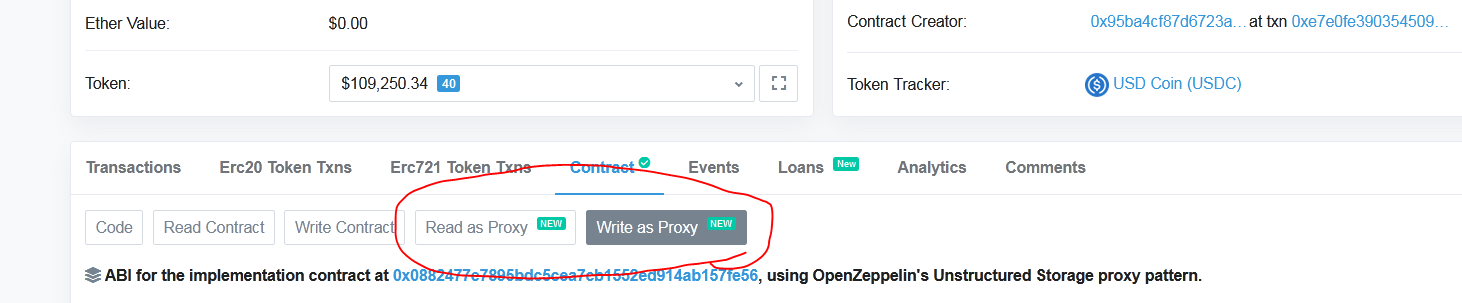 Ether Value: $0.00
Contract Creator: 0x95ba4cf87d6723a... at txn 0xe7e0fe390354509...
Token: $109,250.34 40
Token Tracker: USD Coin (USDC)
Transactions Erc20 Token Txns Erc721 Token Txns Contract Events Loans New Analytics Comments
Code Read Contract Write Contract Read as Proxy NEW Write as Proxy NEW
ABI for the implementation contract at 0x0882477e7895bdc5cea7cb1552ed914ab157fe56, using OpenZeppelin's Unstructured Storage proxy pattern.